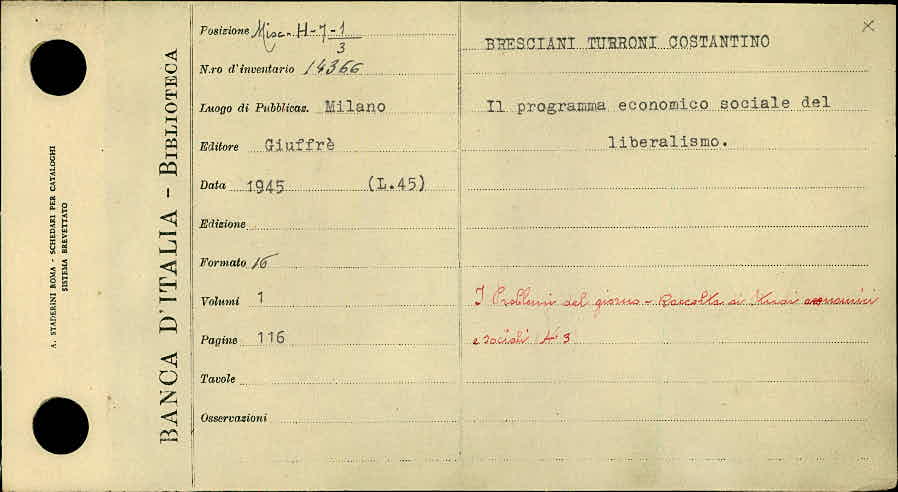 A. STADERINI ROMA - SCHEDARI PER CATALOGHI
SISTEMA BREVETTATO
BANCA D'ITALIA - BIBLIOTECA
Posizione Misc. H-7-1
3
N.ro d'inventario 14366
Luogo di Pubblicaz. Milano
Editore Giuffrè
Data 1945 (L.45)
Edizione
Formato 16
Volumi 1
Pagine 116
Tavole
Osservazioni
×
BRESCIANI TURRONI COSTANTINO
Il programma economico sociale del
liberalismo.
I Problemi del giorno - Raccolta di Studi economici
e sociali N° 3